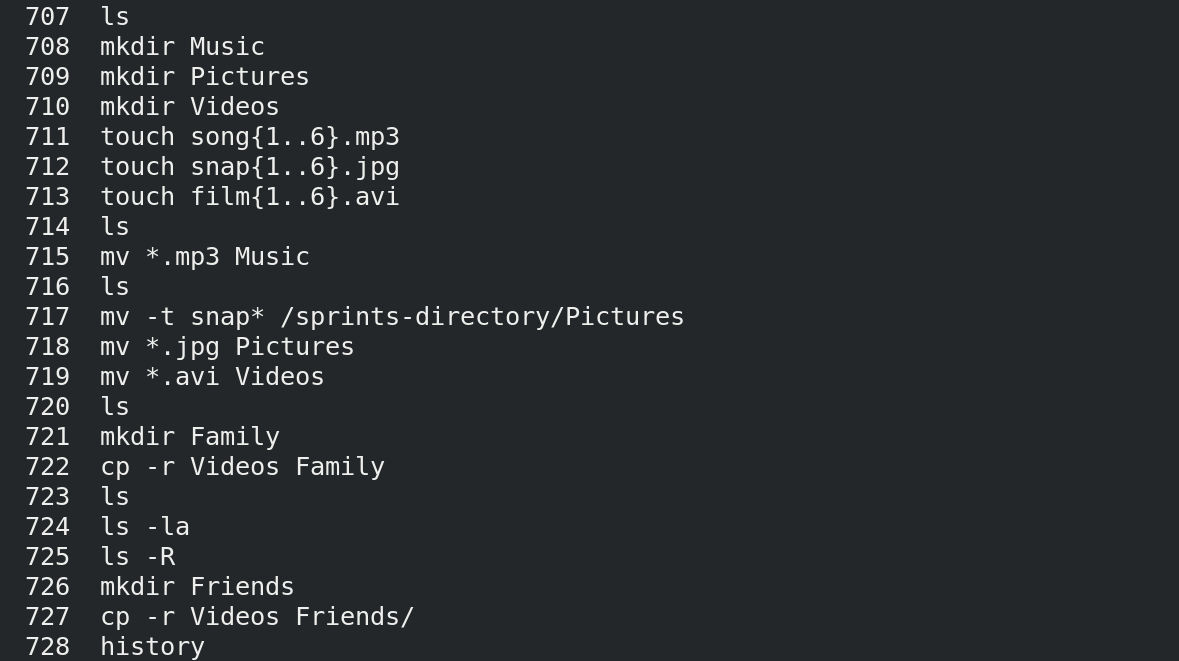 707 ls
708 mkdir Music
709 mkdir Pictures
710 mkdir Videos
711 touch song{1..6}.mp3
712 touch snap{1..6}.jpg
713 touch film{1..6}.avi
714 ls
715 mv *.mp3 Music
716 ls
717 mv -t snap* /sprints-directory/Pictures
718 mv *.jpg Pictures
719 mv *.avi Videos
720 ls
721 mkdir Family
722 cp -r Videos Family
723 ls
724 ls -la
725 ls -R
726 mkdir Friends
727 cp -r Videos Friends/
728 history